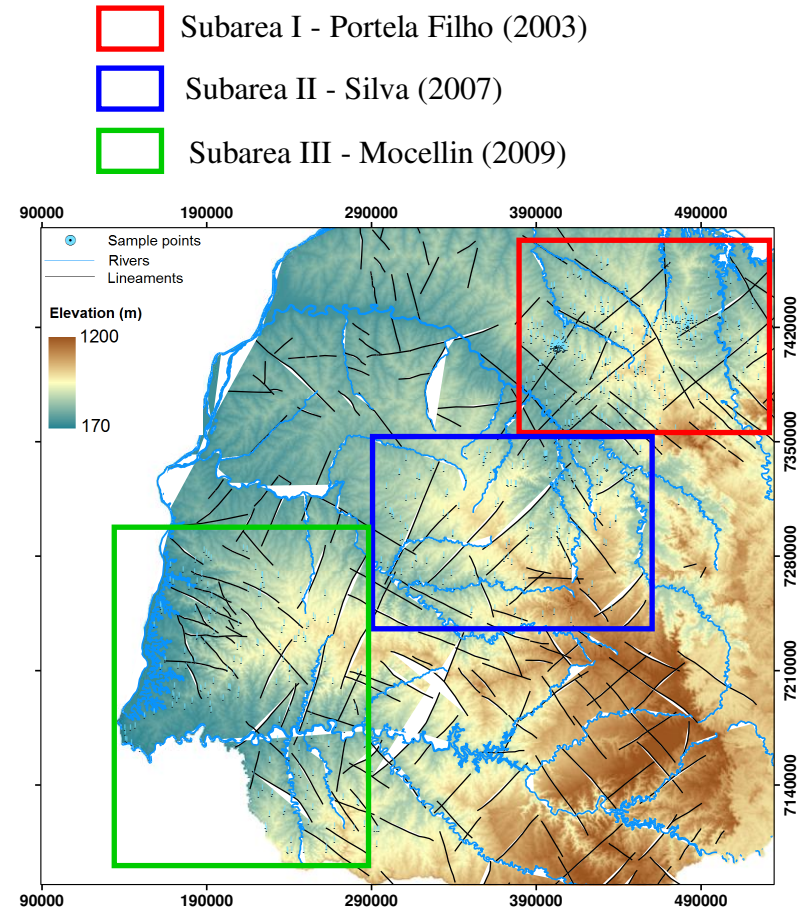 Subarea I - Portela Filho (2003)
Subarea II - Silva (2007)
Subarea III - Mocellin (2009)
90000 190000 290000 390000 490000
Sample points
Rivers
Lineaments
Elevation (m)
1200
170
7420000
7350000
7280000
7210000
7140000
90000 190000 290000 390000 490000